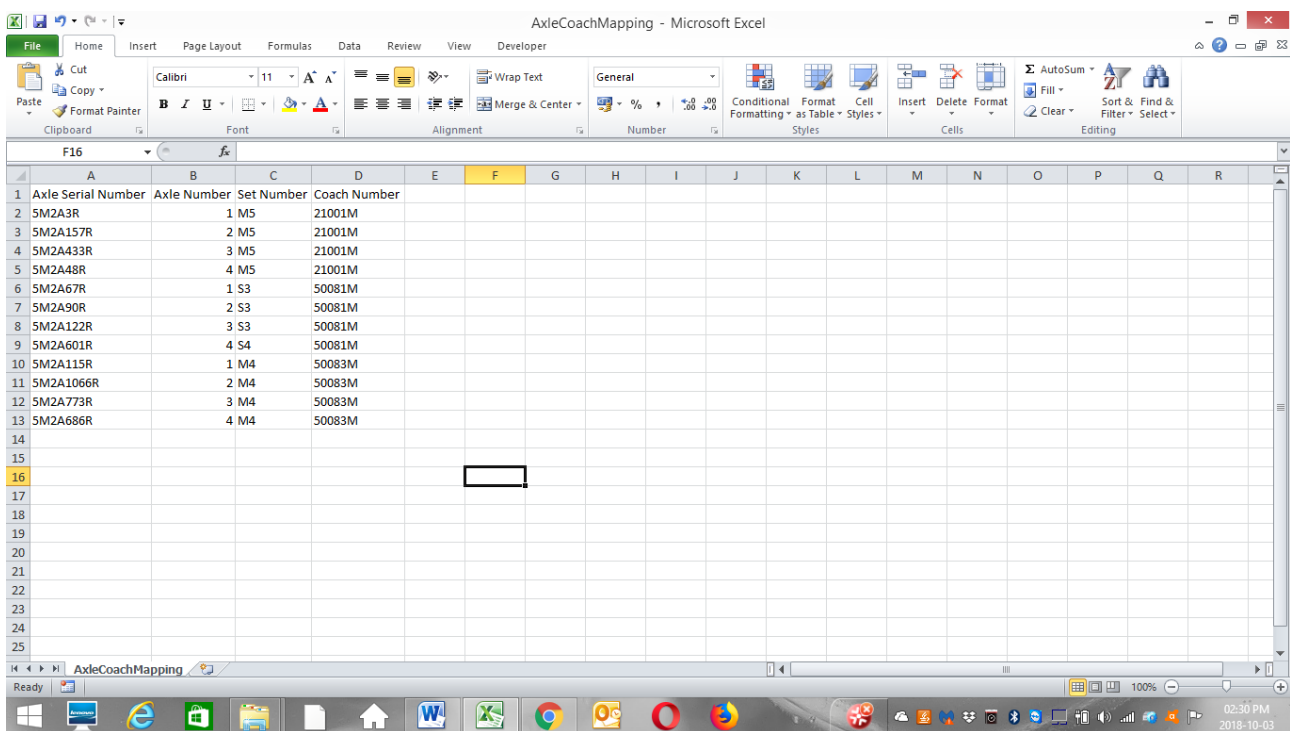 AxleCoachMapping - Microsoft Excel
File Home Insert Page Layout Formulas Data Review View Developer
Paste
Cut
Copy
Format Painter
Clipboard
Calibri 11
B I U
Font
Wrap Text
Merge & Center
Alignment
General
% ,
Number
Conditional Formatting
Format as Table
Cell Styles
Styles
Insert Delete Format
Cells
Σ AutoSum
Fill
Clear
Sort & Filter
Find & Select
Editing
F16 fx
A B C D E F G H I J K L M N O P Q R
1 Axle Serial Number Axle Number Set Number Coach Number
2 5M2A3R 1 M5 21001M
3 5M2A157R 2 M5 21001M
4 5M2A433R 3 M5 21001M
5 5M2A48R 4 M5 21001M
6 5M2A67R 1 S3 50081M
7 5M2A90R 2 S3 50081M
8 5M2A122R 3 S3 50081M
9 5M2A601R 4 S4 50081M
10 5M2A115R 1 M4 50083M
11 5M2A1066R 2 M4 50083M
12 5M2A773R 3 M4 50083M
13 5M2A686R 4 M4 50083M
14
15
16
17
18
19
20
21
22
23
24
25
AxleCoachMapping
Ready 100%
02:30 PM
2018-10-03